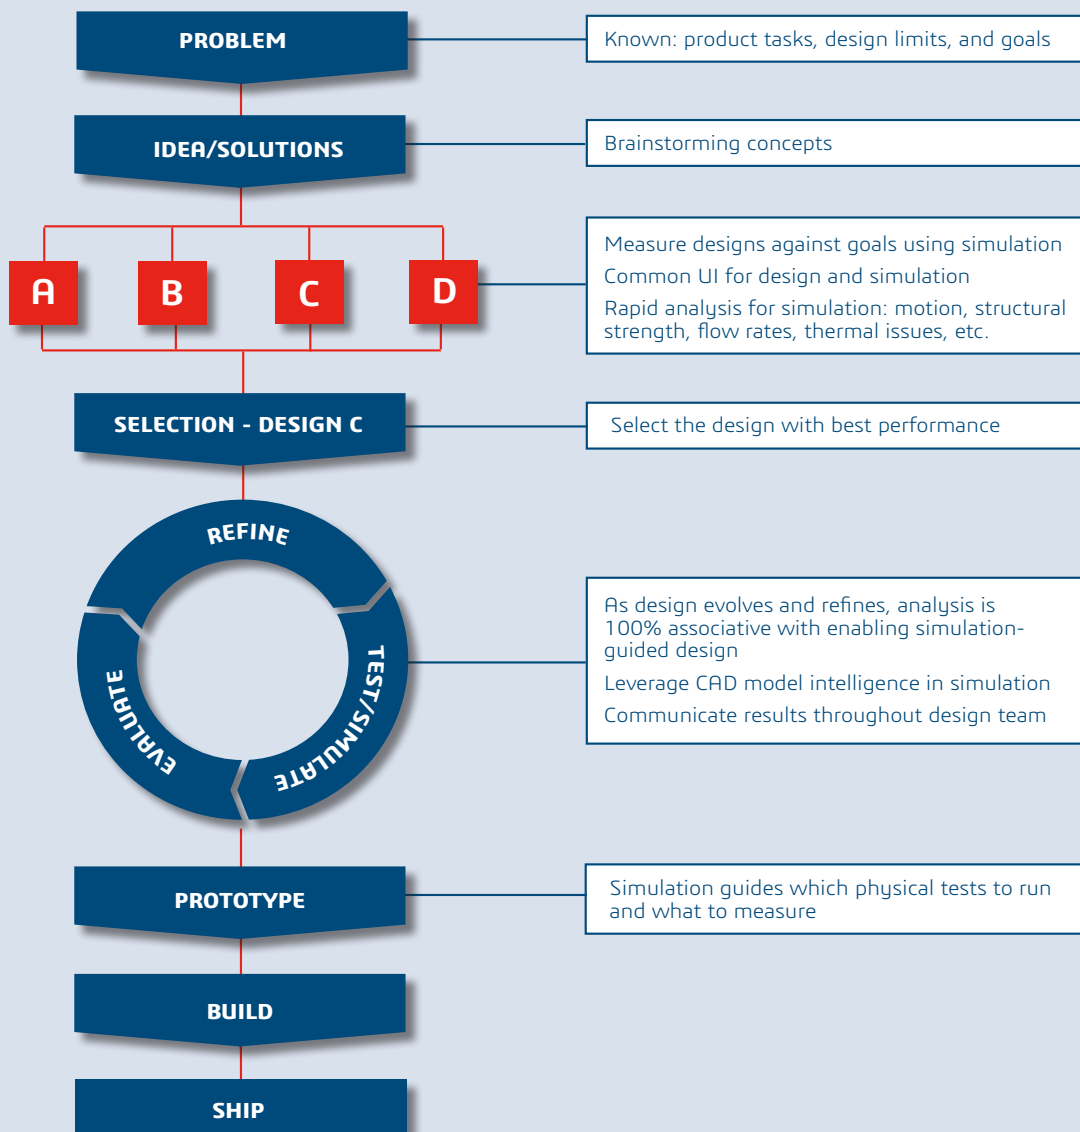 PROBLEM
Known: product tasks, design limits, and goals
IDEA/SOLUTIONS
Brainstorming concepts
A
B
C
D
Measure designs against goals using simulation
Common UI for design and simulation
Rapid analysis for simulation: motion, structural
strength, flow rates, thermal issues, etc.
SELECTION - DESIGN C
Select the design with best performance
REFINE
TEST/SIMULATE
EVALUATE
As design evolves and refines, analysis is
100% associative with enabling simulation-
guided design
Leverage CAD model intelligence in simulation
Communicate results throughout design team
PROTOTYPE
Simulation guides which physical tests to run
and what to measure
BUILD
SHIP